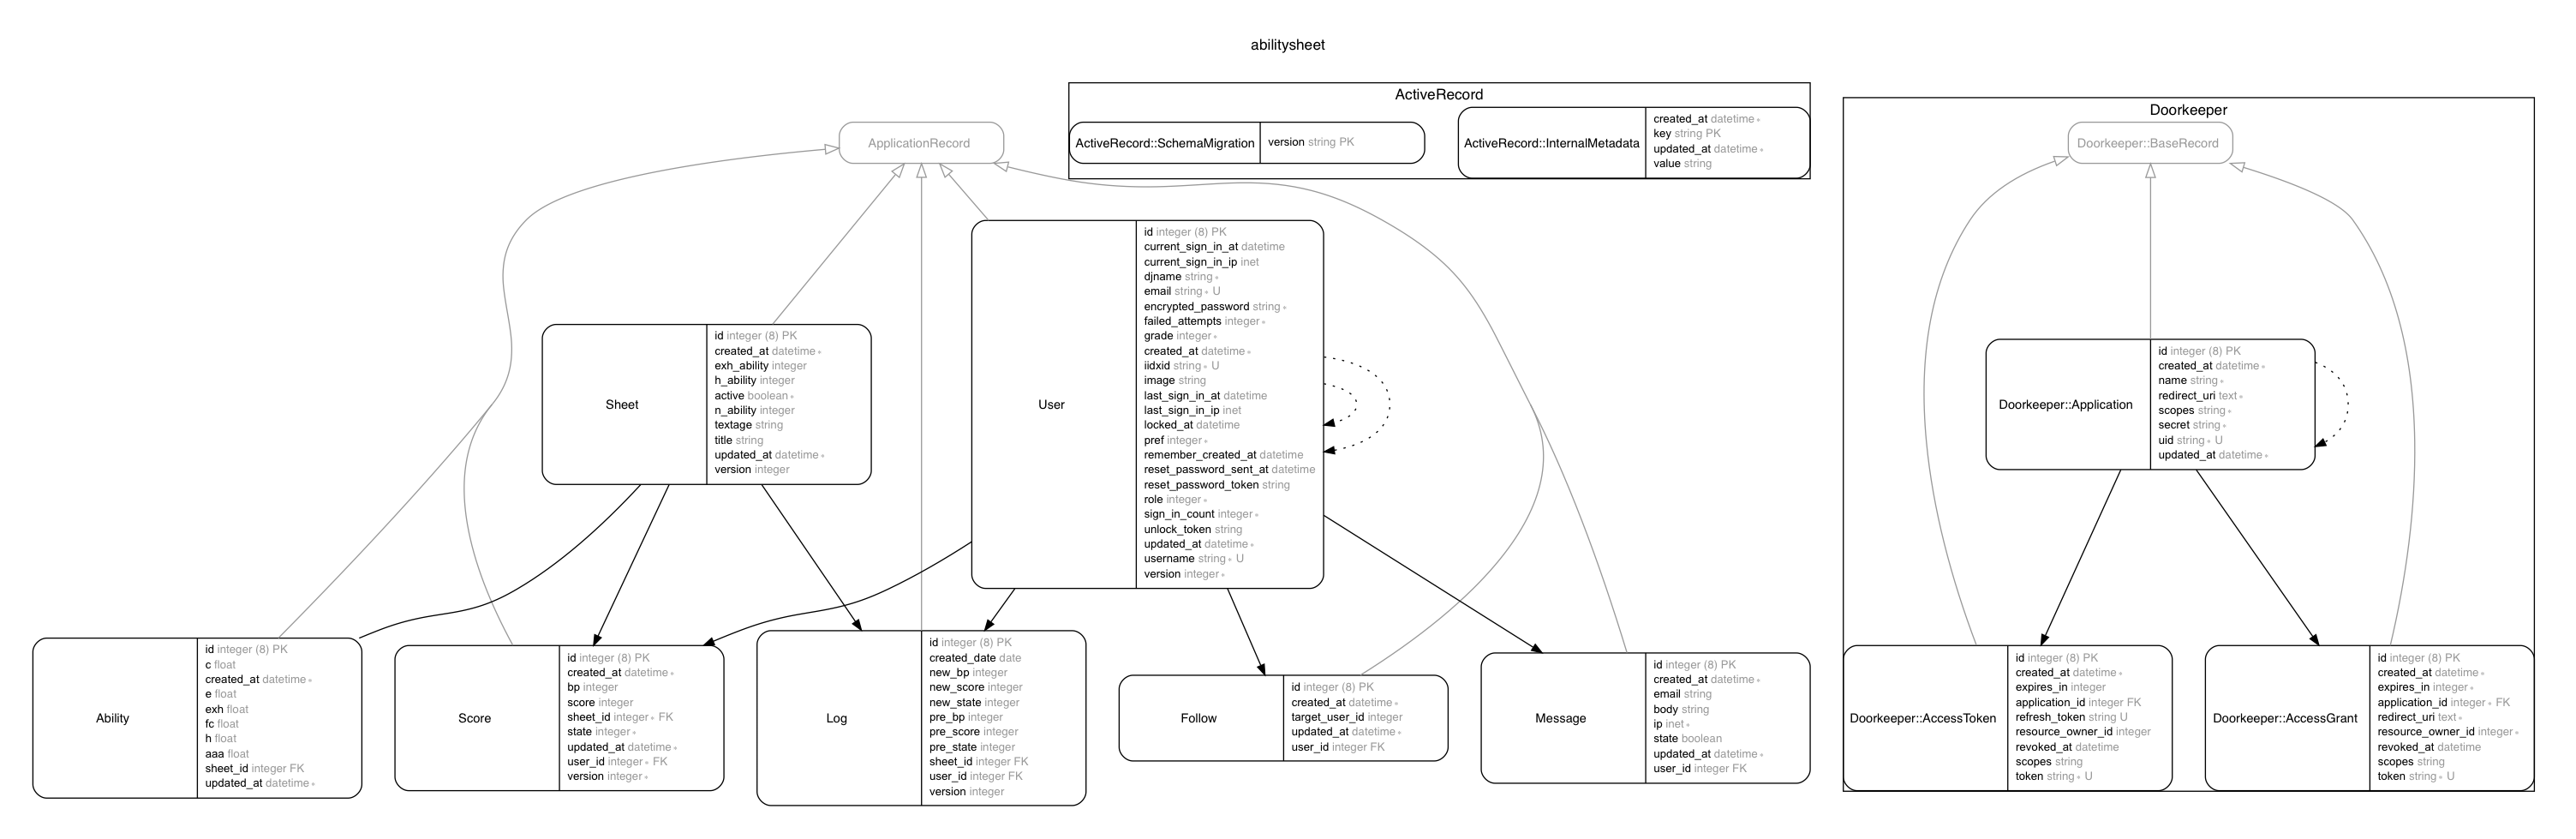 abilitysheet
ApplicationRecord
ActiveRecord
ActiveRecord::SchemaMigration
version string PK
ActiveRecord::InternalMetadata
created_at datetime ∗
key string PK
updated_at datetime ∗
value string
Doorkeeper
Doorkeeper::BaseRecord
Sheet
id integer (8) PK
created_at datetime ∗
exh_ability integer
h_ability integer
active boolean ∗
n_ability integer
textage string
title string
updated_at datetime ∗
version integer
User
id integer (8) PK
current_sign_in_at datetime
current_sign_in_ip inet
djname string ∗
email string ∗ U
encrypted_password string ∗
failed_attempts integer ∗
grade integer ∗
created_at datetime ∗
iidxid string ∗ U
image string
last_sign_in_at datetime
last_sign_in_ip inet
locked_at datetime
pref integer ∗
remember_created_at datetime
reset_password_sent_at datetime
reset_password_token string
role integer ∗
sign_in_count integer ∗
unlock_token string
updated_at datetime ∗
username string ∗ U
version integer ∗
Doorkeeper::Application
id integer (8) PK
created_at datetime ∗
name string ∗
redirect_uri text ∗
scopes string ∗
secret string ∗
uid string ∗ U
updated_at datetime ∗
Ability
id integer (8) PK
c float
created_at datetime ∗
e float
exh float
fc float
h float
aaa float
sheet_id integer FK
updated_at datetime ∗
Score
id integer (8) PK
created_at datetime ∗
bp integer
score integer
sheet_id integer ∗ FK
state integer ∗
updated_at datetime ∗
user_id integer ∗ FK
version integer ∗
Log
id integer (8) PK
created_date date
new_bp integer
new_score integer
new_state integer
pre_bp integer
pre_score integer
pre_state integer
sheet_id integer FK
user_id integer FK
version integer
Follow
id integer (8) PK
created_at datetime ∗
target_user_id integer
updated_at datetime ∗
user_id integer FK
Message
id integer (8) PK
created_at datetime ∗
email string
body string
ip inet ∗
state boolean
updated_at datetime ∗
user_id integer FK
Doorkeeper::AccessToken
id integer (8) PK
created_at datetime ∗
expires_in integer
application_id integer FK
refresh_token string U
resource_owner_id integer
revoked_at datetime
scopes string
token string ∗ U
Doorkeeper::AccessGrant
id integer (8) PK
created_at datetime ∗
expires_in integer ∗
application_id integer ∗ FK
redirect_uri text ∗
resource_owner_id integer ∗
revoked_at datetime
scopes string
token string ∗ U